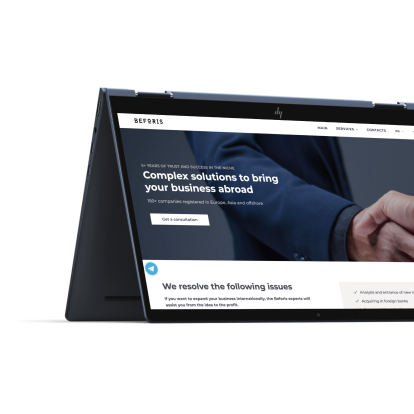 hp
BEFORIS
MAIN SERVICES CONTACTS
5+ YEARS OF TRUST AND SUCCESS IN THE NICHE
Complex solutions to bring
your business abroad
150+ companies registered in Europe, Asia and offshore
Get a consultation
We resolve the following issues
If you want to expand your business internationally, the Beforis experts will
assist you from the idea to the profit.
Analysis and entrance of new
Acquiring in foreign banks